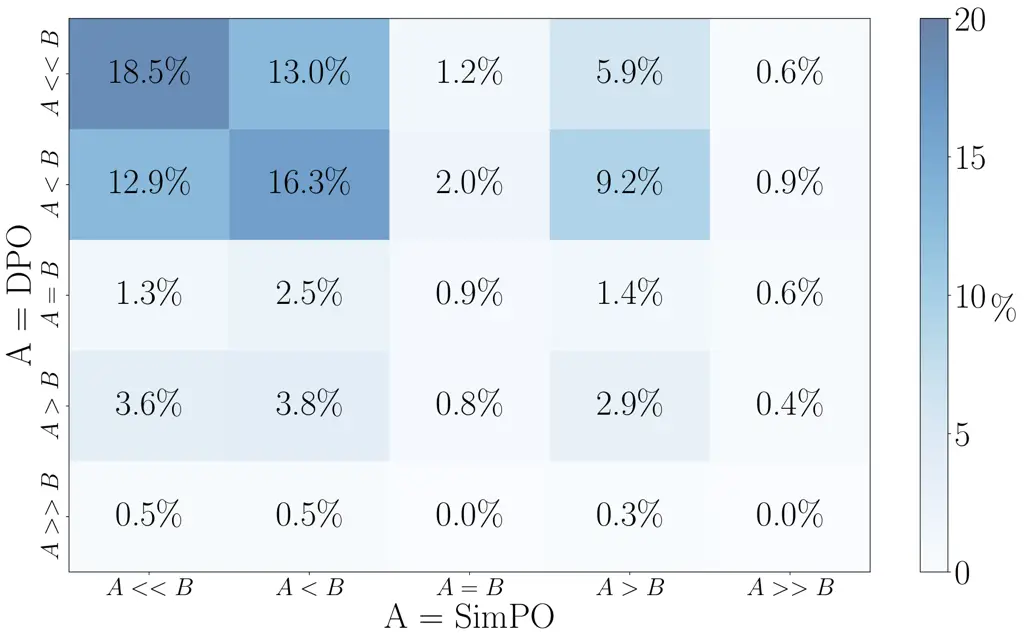 A << B 18.5% 13.0% 1.2% 5.9% 0.6%
A < B 12.9% 16.3% 2.0% 9.2% 0.9%
A = B 1.3% 2.5% 0.9% 1.4% 0.6%
A > B 3.6% 3.8% 0.8% 2.9% 0.4%
A >> B 0.5% 0.5% 0.0% 0.3% 0.0%
A << B A < B A = B A > B A >> B
A = SimPO
A = DPO
20
15
10
5
0
%